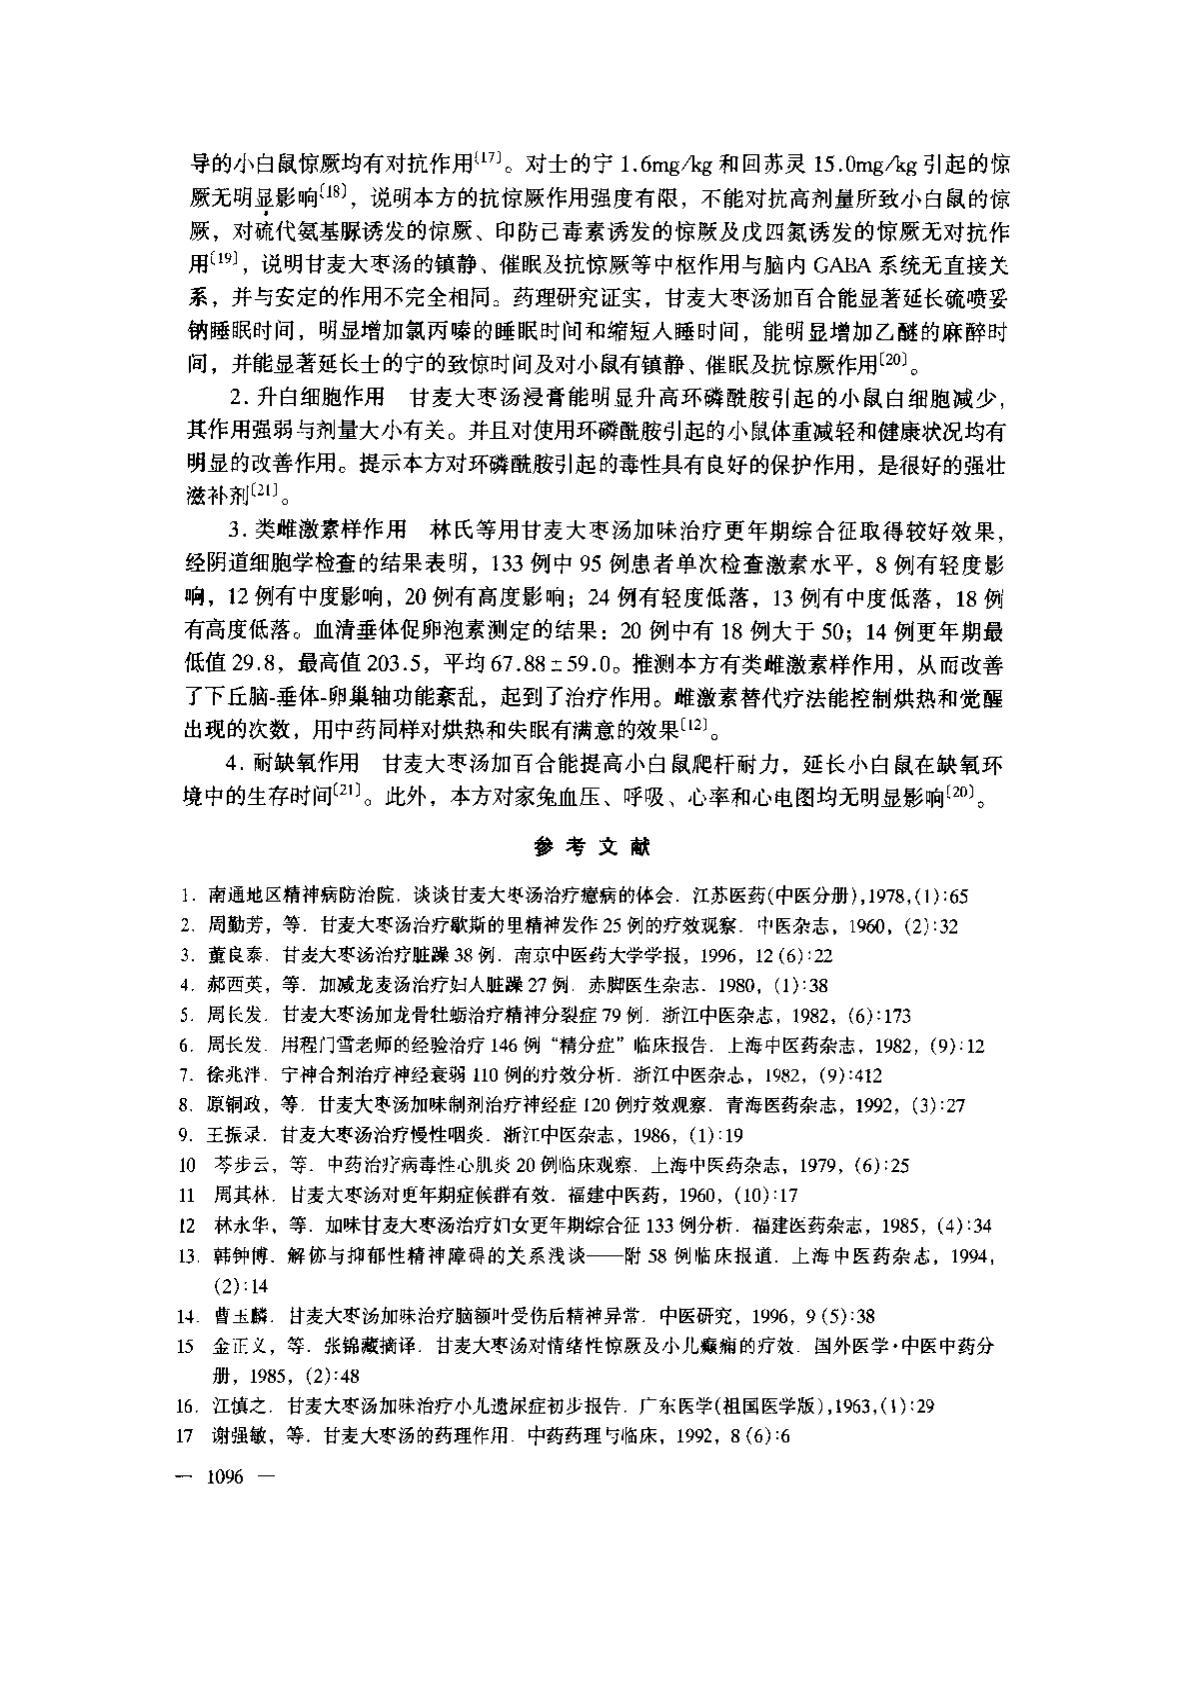 导的小白鼠惊厥均有对抗作用〔17〕。对士的宁 1.6mg/kg 和回苏灵 15.0mg/kg 引起的惊
厥无明显影响〔18〕，说明本方的抗惊厥作用强度有限，不能对抗高剂量所致小白鼠的惊
厥，对硫代氨基脲诱发的惊厥、印防己毒素诱发的惊厥及戊四氮诱发的惊厥无对抗作
用〔19〕，说明甘麦大枣汤的镇静、催眠及抗惊厥等中枢作用与脑内 GABA 系统无直接关
系，并与安定的作用不完全相同。药理研究证实，甘麦大枣汤加百合能显著延长硫喷妥
钠睡眠时间，明显增加氯丙嗪的睡眠时间和缩短人睡时间，能明显增加乙醚的麻醉时
间，并能显著延长士的宁的致惊时间及对小鼠有镇静、催眠及抗惊厥作用〔20〕。
2. 升白细胞作用　甘麦大枣汤浸膏能明显升高环磷酰胺引起的小鼠白细胞减少，
其作用强弱与剂量大小有关。并且对使用环磷酰胺引起的小鼠体重减轻和健康状况均有
明显的改善作用。提示本方对环磷酰胺引起的毒性具有良好的保护作用，是很好的强壮
滋补剂〔21〕。
3. 类雌激素样作用　林氏等用甘麦大枣汤加味治疗更年期综合征取得较好效果，
经阴道细胞学检查的结果表明，133 例中 95 例患者单次检查激素水平，8 例有轻度影
响，12 例有中度影响，20 例有高度影响；24 例有轻度低落，13 例有中度低落，18 例
有高度低落。血清垂体促卵泡素测定的结果：20 例中有 18 例大于 50；14 例更年期最
低值 29.8，最高值 203.5，平均 67.88±59.0。推测本方有类雌激素样作用，从而改善
了下丘脑-垂体-卵巢轴功能紊乱，起到了治疗作用。雌激素替代疗法能控制烘热和觉醒
出现的次数，用中药同样对烘热和失眠有满意的效果〔12〕。
4. 耐缺氧作用　甘麦大枣汤加百合能提高小白鼠爬杆耐力，延长小白鼠在缺氧环
境中的生存时间〔21〕。此外，本方对家兔血压、呼吸、心率和心电图均无明显影响〔20〕。
参 考 文 献
1. 南通地区精神病防治院. 谈谈甘麦大枣汤治疗癔病的体会. 江苏医药(中医分册),1978,(1):65
2. 周勤芳，等. 甘麦大枣汤治疗歇斯的里精神发作 25 例的疗效观察. 中医杂志，1960，(2):32
3. 董良泰. 甘麦大枣汤治疗脏躁 38 例. 南京中医药大学学报，1996，12 (6):22
4. 郝西英，等. 加减龙麦汤治疗妇人脏躁 27 例. 赤脚医生杂志. 1980，(1):38
5. 周长发. 甘麦大枣汤加龙骨牡蛎治疗精神分裂症 79 例. 浙江中医杂志，1982，(6):173
6. 周长发. 用程门雪老师的经验治疗 146 例“精分症”临床报告. 上海中医药杂志，1982，(9):12
7. 徐兆洋. 宁神合剂治疗神经衰弱 110 例的疗效分析. 浙江中医杂志，1982，(9):412
8. 原铜政，等. 甘麦大枣汤加味制剂治疗神经症 120 例疗效观察. 青海医药杂志，1992，(3):27
9. 王振录. 甘麦大枣汤治疗慢性咽炎. 浙江中医杂志，1986，(1):19
10 岑步云，等. 中药治疗病毒性心肌炎 20 例临床观察. 上海中医药杂志，1979，(6):25
11 周其林. 甘麦大枣汤对更年期症候群有效. 福建中医药，1960，(10):17
12 林永华，等. 加味甘麦大枣汤治疗妇女更年期综合征 133 例分析. 福建医药杂志，1985，(4):34
13. 韩钟博. 解㑊与抑郁性精神障碍的关系浅谈——附 58 例临床报道. 上海中医药杂志，1994，
(2):14
14. 曹玉麟. 甘麦大枣汤加味治疗脑额叶受伤后精神异常. 中医研究，1996，9 (5):38
15 金正义，等. 张锦藏摘译. 甘麦大枣汤对情绪性惊厥及小儿癫痫的疗效. 国外医学·中医中药分
册，1985，(2):48
16. 江慎之. 甘麦大枣汤加味治疗小儿遗尿症初步报告. 广东医学(祖国医学版),1963,(1):29
17 谢强敏，等. 甘麦大枣汤的药理作用. 中药药理与临床，1992，8 (6):6
— 1096 —